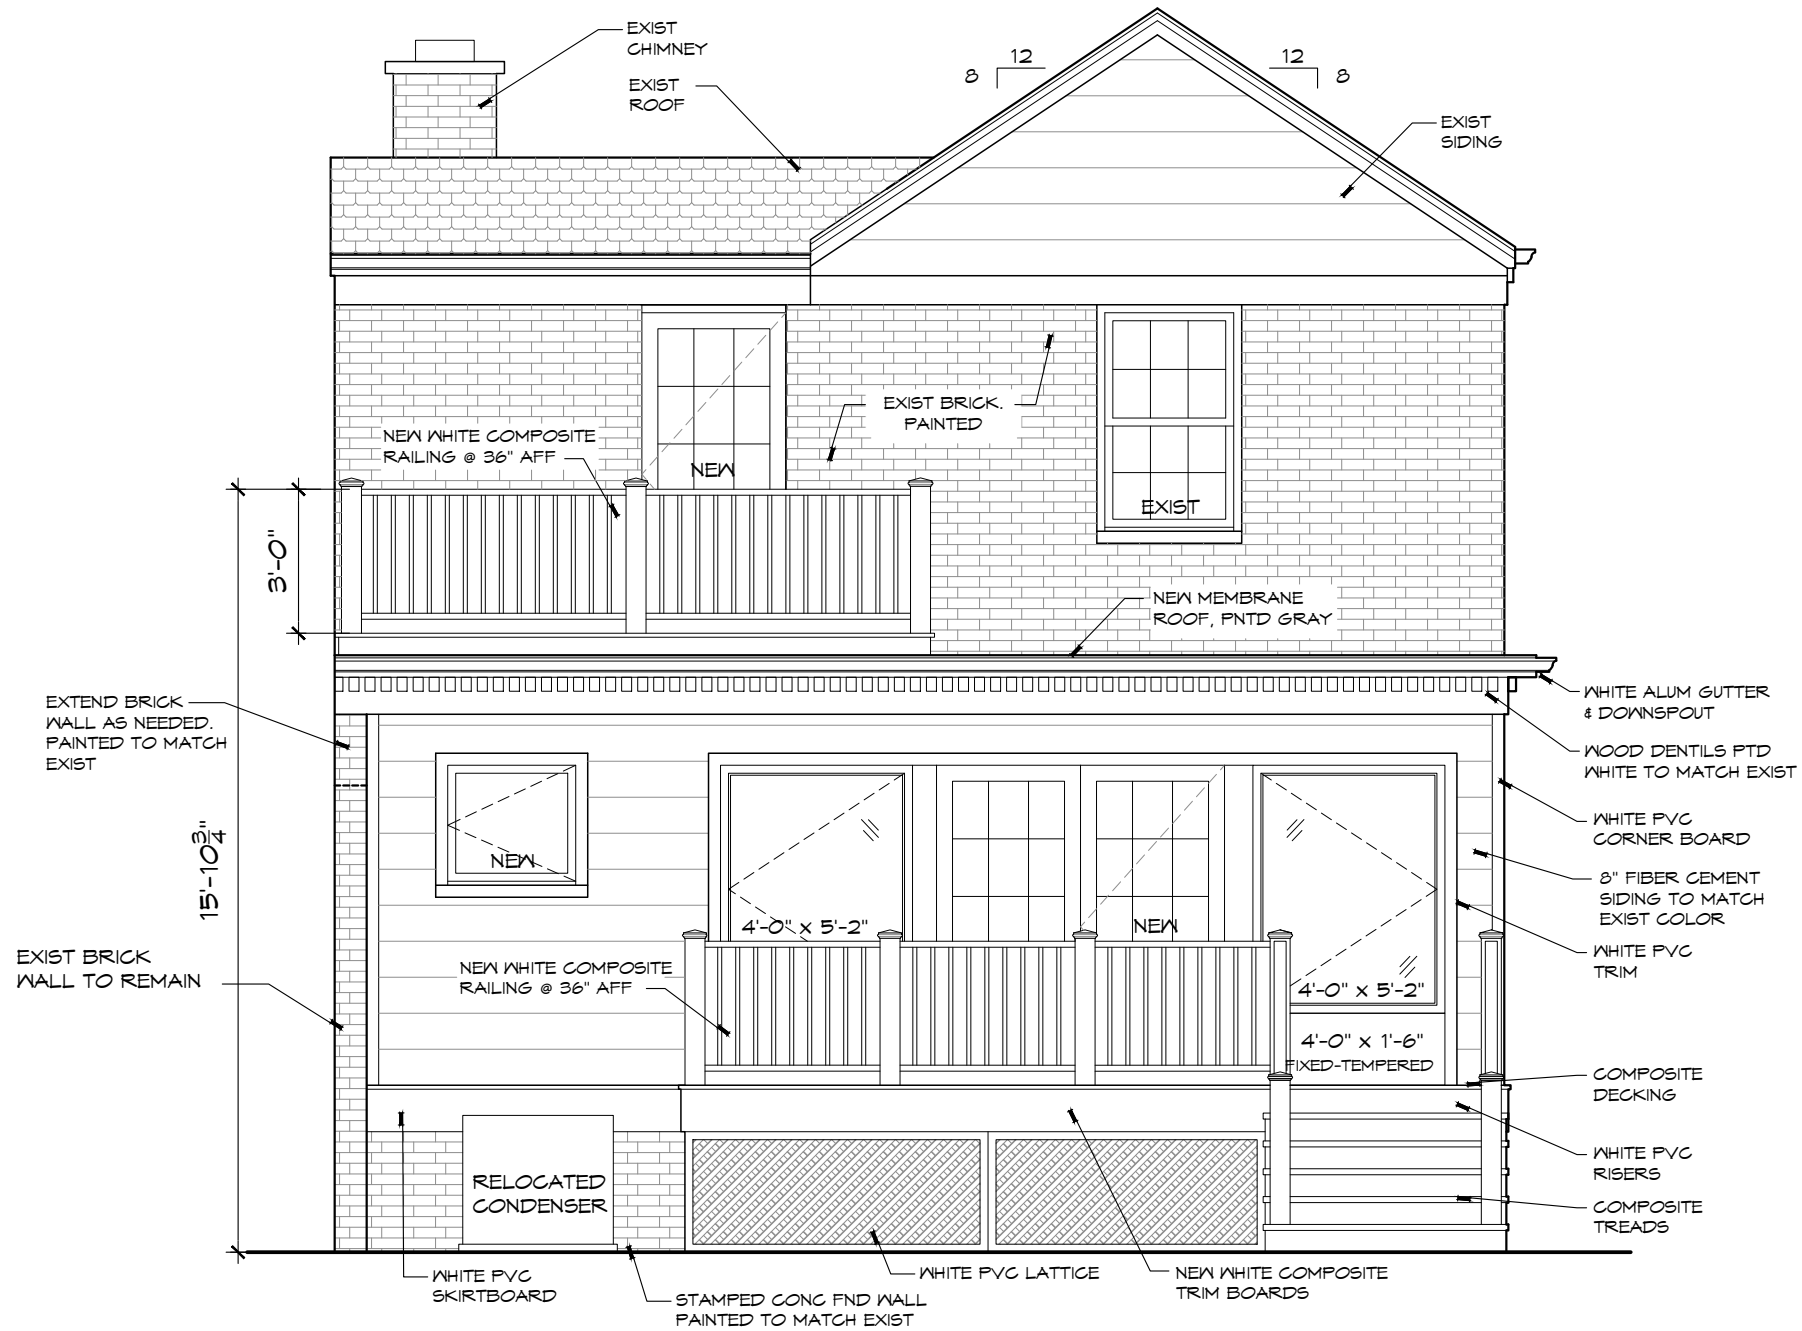 EXIST
CHIMNEY
EXIST
ROOF
8
12
12
8
EXIST
SIDING
EXIST BRICK.
PAINTED
NEW WHITE COMPOSITE
RAILING @ 36" AFF
NEW
EXIST
3'-0"
NEW MEMBRANE
ROOF, PNTD GRAY
EXTEND BRICK
WALL AS NEEDED.
PAINTED TO MATCH
EXIST
WHITE ALUM GUTTER
& DOWNSPOUT
WOOD DENTILS PTD
WHITE TO MATCH EXIST
WHITE PVC
CORNER BOARD
15'-10 3/4"
NEW
8" FIBER CEMENT
SIDING TO MATCH
EXIST COLOR
4'-0" x 5'-2"
NEW
EXIST BRICK
WALL TO REMAIN
NEW WHITE COMPOSITE
RAILING @ 36" AFF
WHITE PVC
TRIM
4'-0" x 5'-2"
4'-0" x 1'-6"
FIXED-TEMPERED
COMPOSITE
DECKING
WHITE PVC
RISERS
RELOCATED
CONDENSER
COMPOSITE
TREADS
WHITE PVC
SKIRTBOARD
STAMPED CONC FND WALL
PAINTED TO MATCH EXIST
WHITE PVC LATTICE
NEW WHITE COMPOSITE
TRIM BOARDS